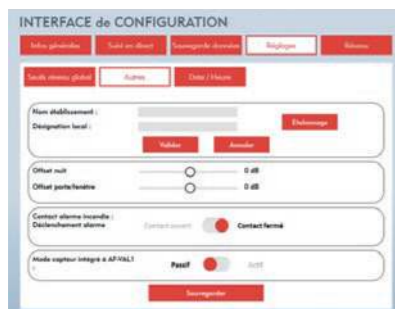 INTERFACE de CONFIGURATION
Infos générales
Suivi en direct
Sauvegarde données
Réglages
Réseau
Seuils niveau global
Autres
Date / Heure
Nom établissement :
Désignation local :
Etalonnage
Valider
Annuler
Offset nuit
0 dB
Offset porte/fenêtre
0 dB
Contact alarme incendie :
Déclenchement alarme
Contact ouvert
Contact fermé
Mode capteur intégré à AF-VAL1
:
Passif
Actif
Sauvegarder